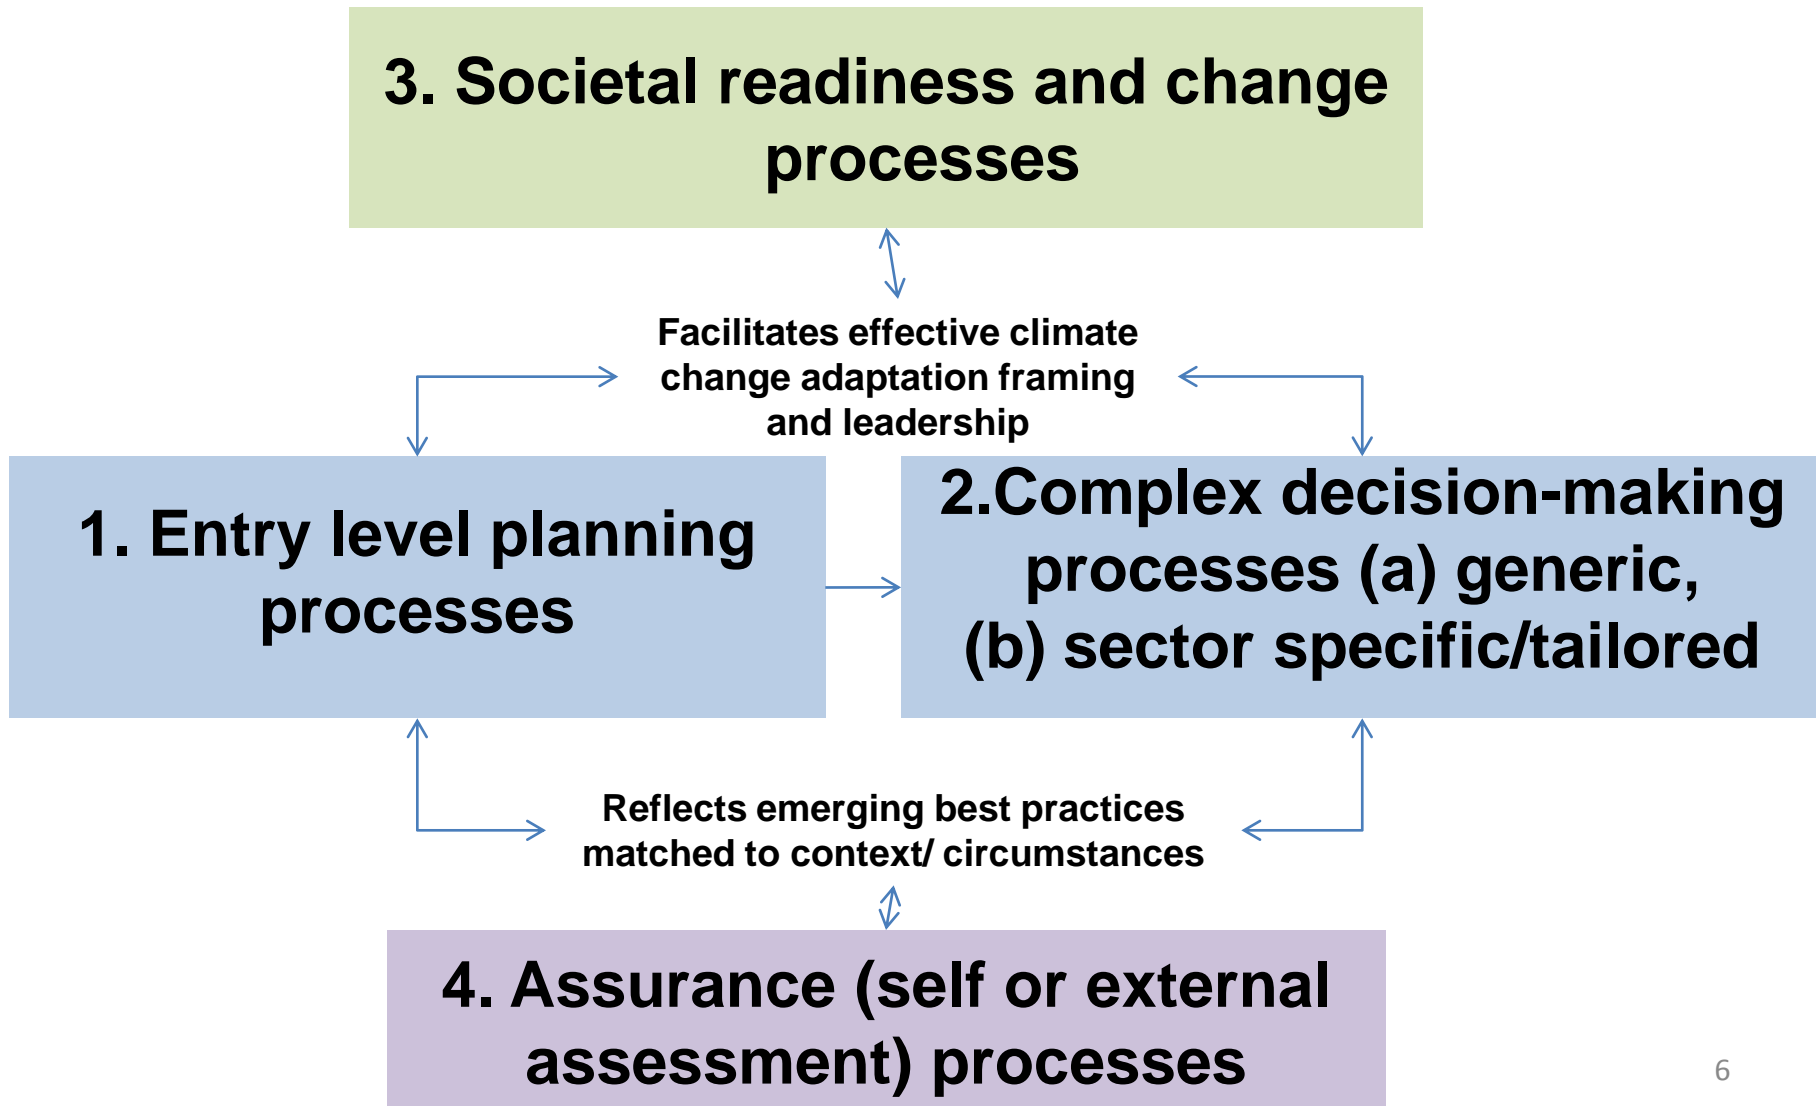 3. Societal readiness and change
processes
Facilitates effective climate
change adaptation framing
and leadership
1. Entry level planning
processes
2.Complex decision-making
processes (a) generic,
(b) sector specific/tailored
Reflects emerging best practices
matched to context/ circumstances
4. Assurance (self or external
assessment) processes
6